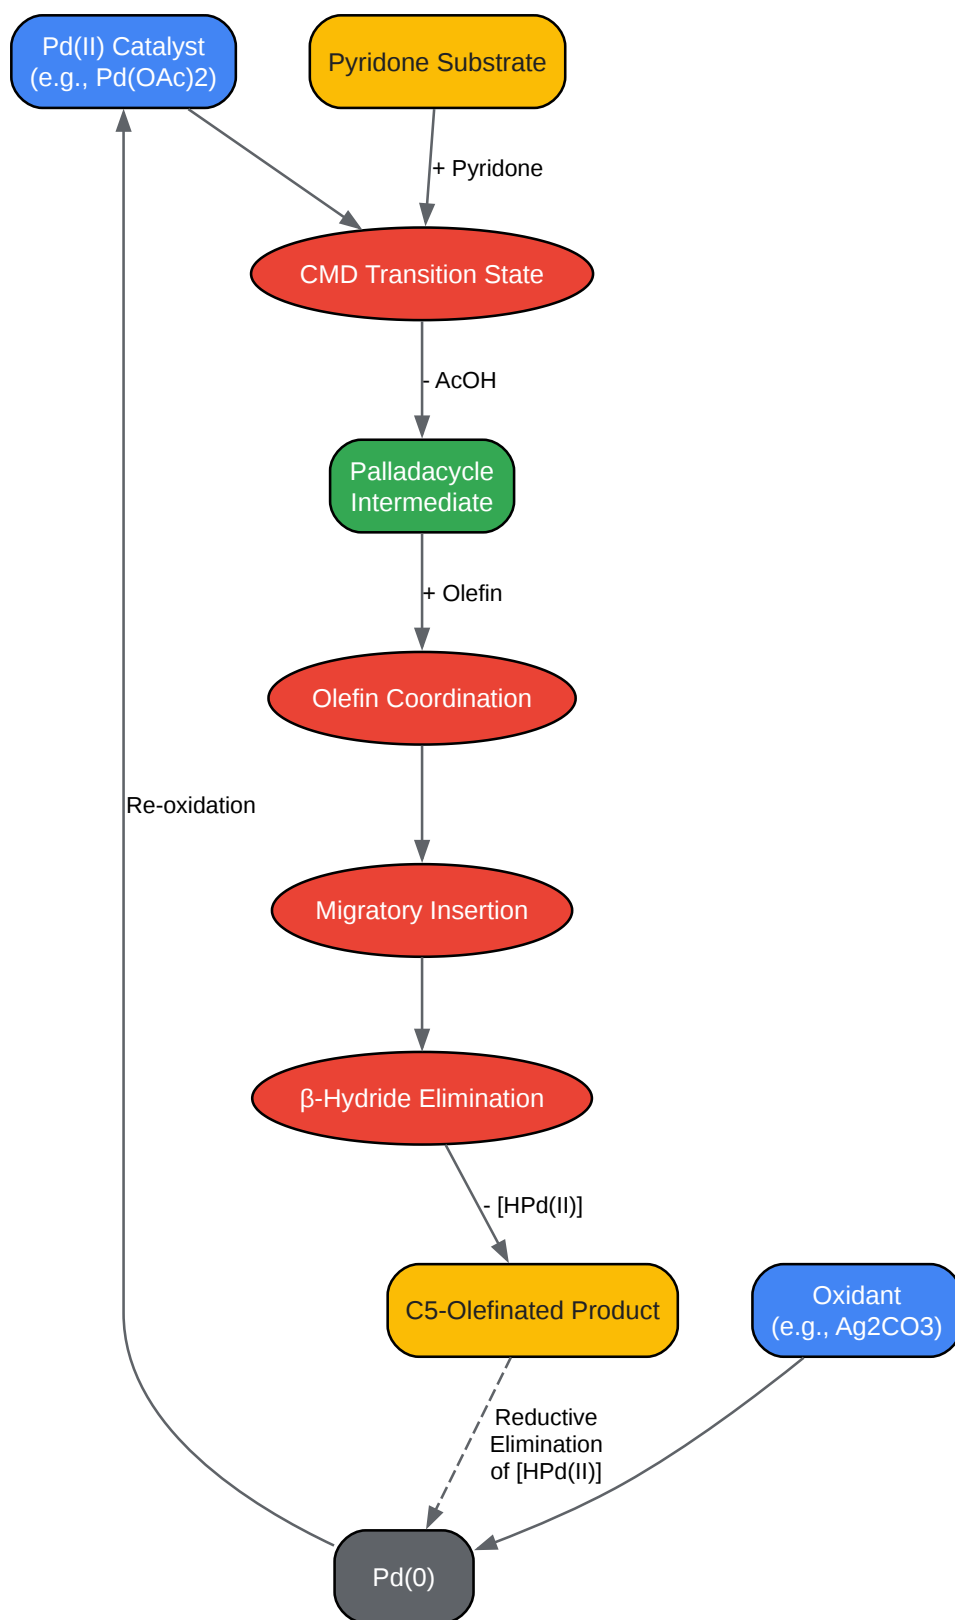 Pd(II) Catalyst
(e.g., Pd(OAc)2)
Pyridone Substrate
+ Pyridone
CMD Transition State
- AcOH
Palladacycle
Intermediate
+ Olefin
Olefin Coordination
Re-oxidation
Migratory Insertion
β-Hydride Elimination
- [HPd(II)]
C5-Olefinated Product
Oxidant
(e.g., Ag2CO3)
Reductive
Elimination
of [HPd(II)]
Pd(0)